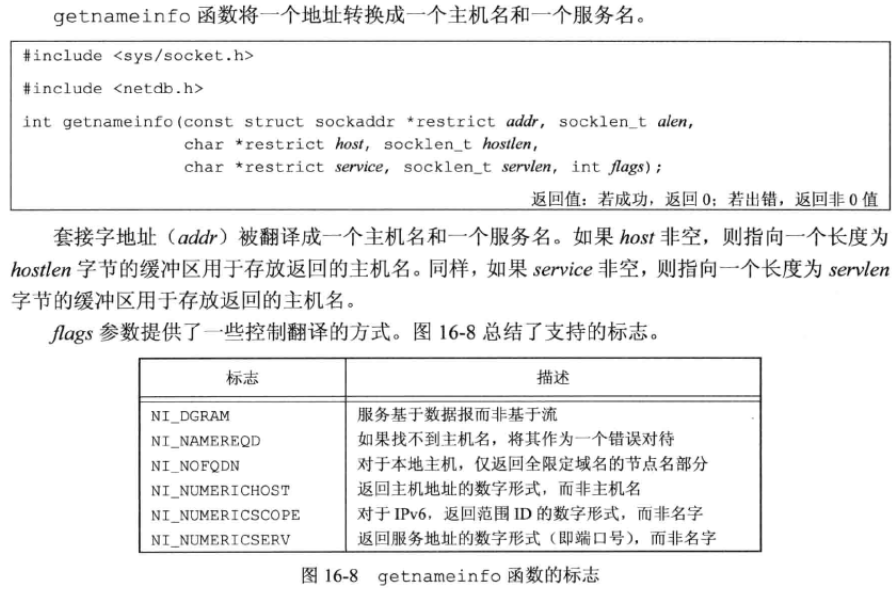 getnameinfo 函数将一个地址转换成一个主机名和一个服务名。
#include <sys/socket.h>
#include <netdb.h>
int getnameinfo(const struct sockaddr *restrict addr, socklen_t alen,
char *restrict host, socklen_t hostlen,
char *restrict service, socklen_t servlen, int flags);
返回值：若成功，返回 0；若出错，返回非 0 值
套接字地址（addr）被翻译成一个主机名和一个服务名。如果 host 非空，则指向一个长度为
hostlen 字节的缓冲区用于存放返回的主机名。同样，如果 service 非空，则指向一个长度为 servlen
字节的缓冲区用于存放返回的主机名。
flags 参数提供了一些控制翻译的方式。图 16-8 总结了支持的标志。
标志 描述
NI_DGRAM 服务基于数据报而非基于流
NI_NAMEREQD 如果找不到主机名，将其作为一个错误对待
NI_NOFQDN 对于本地主机，仅返回全限定域名的节点名部分
NI_NUMERICHOST 返回主机地址的数字形式，而非主机名
NI_NUMERICSCOPE 对于 IPv6，返回范围 ID 的数字形式，而非名字
NI_NUMERICSERV 返回服务地址的数字形式（即端口号），而非名字
图 16-8 getnameinfo 函数的标志